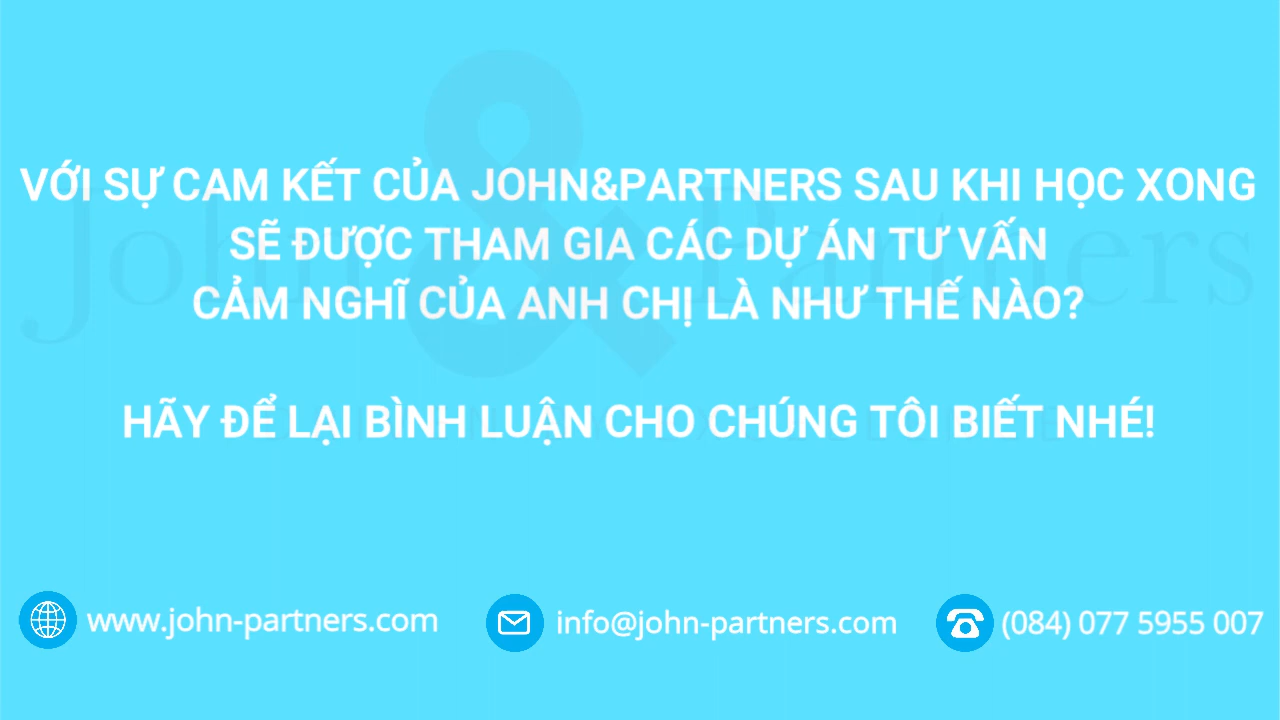 VỚI SỰ CAM KẾT CỦA JOHN&PARTNERS SAU KHI HỌC XONG
SẼ ĐƯỢC THAM GIA CÁC DỰ ÁN TƯ VẤN
CẢM NGHĨ CỦA ANH CHỊ LÀ NHƯ THẾ NÀO?
John & Partners
HÃY ĐỂ LẠI BÌNH LUẬN CHO CHÚNG TÔI BIẾT NHÉ!
www.john-partners.com
info@john-partners.com
(084) 077 5955 007